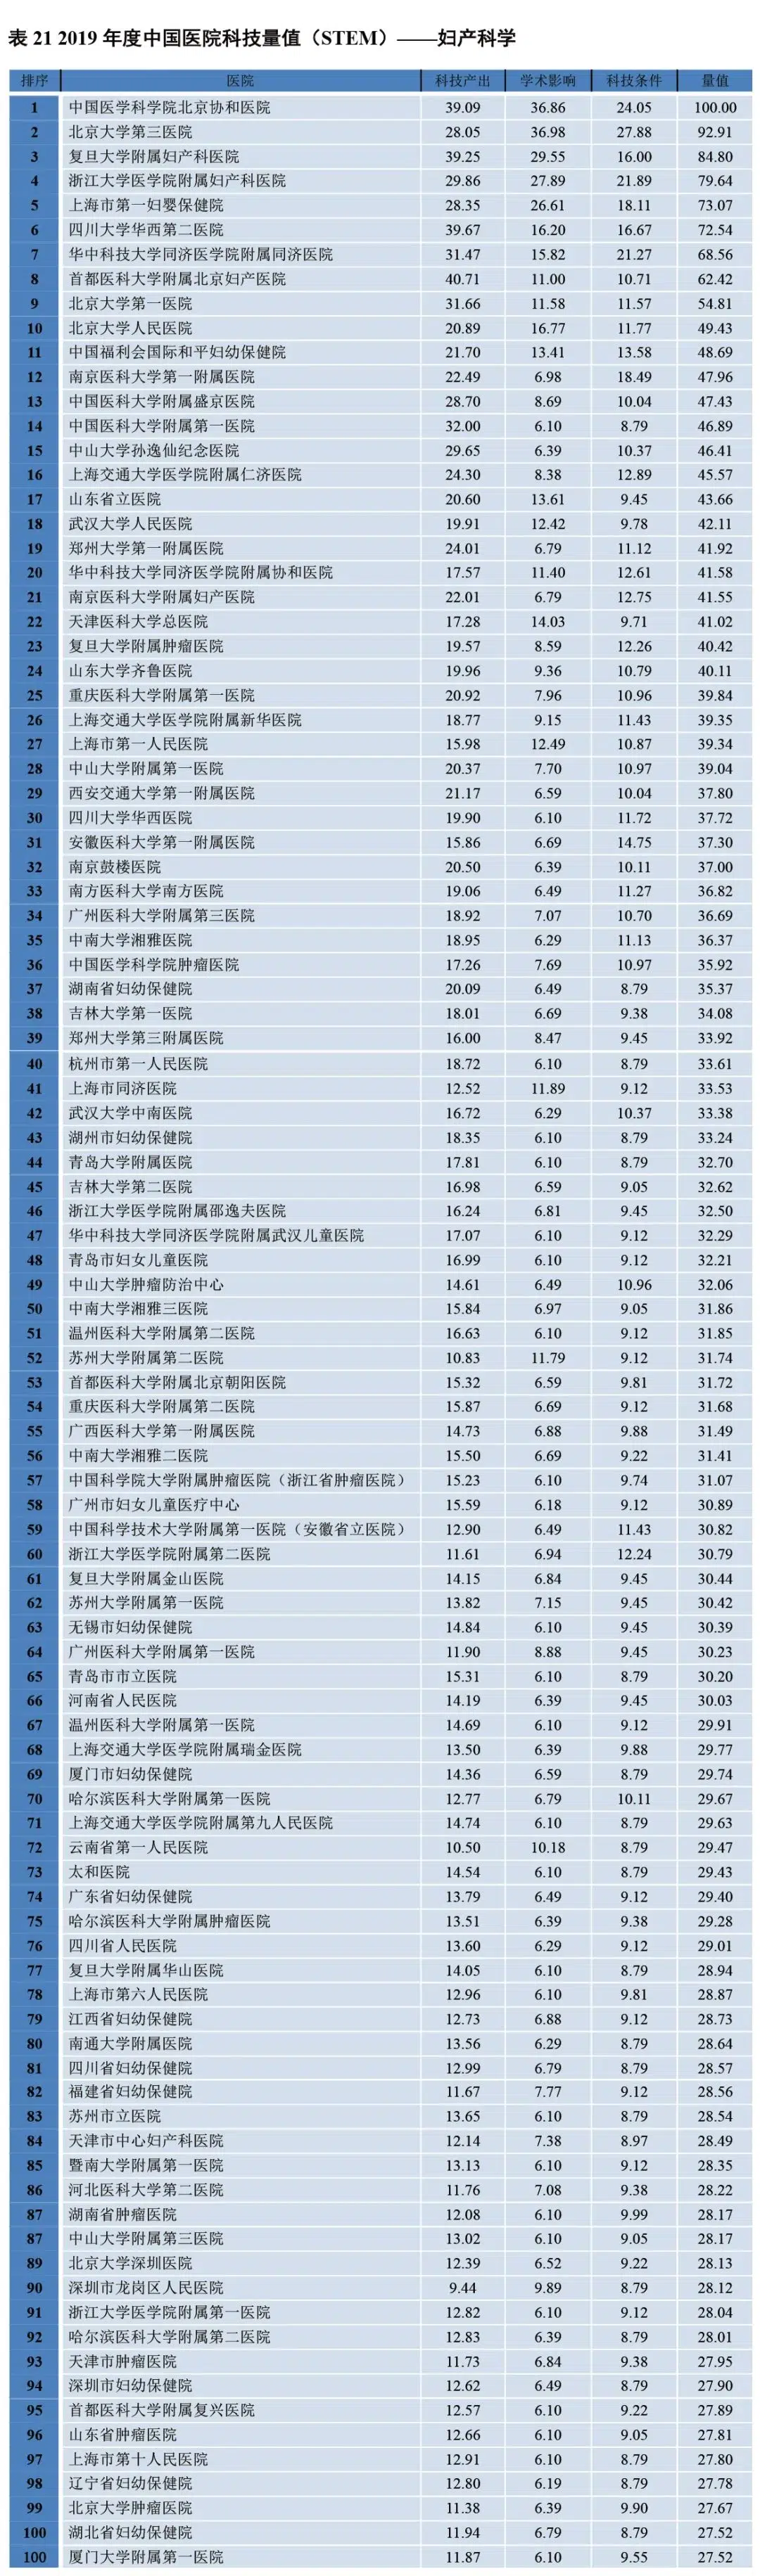 表 21 2019 年度中国医院科技量值（STEM）——妇产科学
排序 医院 科技产出 学术影响 科技条件 量值
1 中国医学科学院北京协和医院 39.09 36.86 24.05 100.00
2 北京大学第三医院 28.05 36.98 27.88 92.91
3 复旦大学附属妇产科医院 39.25 29.55 16.00 84.80
4 浙江大学医学院附属妇产科医院 29.86 27.89 21.89 79.64
5 上海市第一妇婴保健院 28.35 26.61 18.11 73.07
6 四川大学华西第二医院 39.67 16.20 16.67 72.54
7 华中科技大学同济医学院附属同济医院 31.47 15.82 21.27 68.56
8 首都医科大学附属北京妇产医院 40.71 11.00 10.71 62.42
9 北京大学第一医院 31.66 11.58 11.57 54.81
10 北京大学人民医院 20.89 16.77 11.77 49.43
11 中国福利会国际和平妇幼保健院 21.70 13.41 13.58 48.69
12 南京医科大学第一附属医院 22.49 6.98 18.49 47.96
13 中国医科大学附属盛京医院 28.70 8.69 10.04 47.43
14 中国医科大学附属第一医院 32.00 6.10 8.79 46.89
15 中山大学孙逸仙纪念医院 29.65 6.39 10.37 46.41
16 上海交通大学医学院附属仁济医院 24.30 8.38 12.89 45.57
17 山东省立医院 20.60 13.61 9.45 43.66
18 武汉大学人民医院 19.91 12.42 9.78 42.11
19 郑州大学第一附属医院 24.01 6.79 11.12 41.92
20 华中科技大学同济医学院附属协和医院 17.57 11.40 12.61 41.58
21 南京医科大学附属妇产医院 22.01 6.79 12.75 41.55
22 天津医科大学总医院 17.28 14.03 9.71 41.02
23 复旦大学附属肿瘤医院 19.57 8.59 12.26 40.42
24 山东大学齐鲁医院 19.96 9.36 10.79 40.11
25 重庆医科大学附属第一医院 20.92 7.96 10.96 39.84
26 上海交通大学医学院附属新华医院 18.77 9.15 11.43 39.35
27 上海市第一人民医院 15.98 12.49 10.87 39.34
28 中山大学附属第一医院 20.37 7.70 10.97 39.04
29 西安交通大学第一附属医院 21.17 6.59 10.04 37.80
30 四川大学华西医院 19.90 6.10 11.72 37.72
31 安徽医科大学第一附属医院 15.86 6.69 14.75 37.30
32 南京鼓楼医院 20.50 6.39 10.11 37.00
33 南方医科大学南方医院 19.06 6.49 11.27 36.82
34 广州医科大学附属第三医院 18.92 7.07 10.70 36.69
35 中南大学湘雅医院 18.95 6.29 11.13 36.37
36 中国医学科学院肿瘤医院 17.26 7.69 10.97 35.92
37 湖南省妇幼保健院 20.09 6.49 8.79 35.37
38 吉林大学第一医院 18.01 6.69 9.38 34.08
39 郑州大学第三附属医院 16.00 8.47 9.45 33.92
40 杭州市第一人民医院 18.72 6.10 8.79 33.61
41 上海市同济医院 12.52 11.89 9.12 33.53
42 武汉大学中南医院 16.72 6.29 10.37 33.38
43 湖州市妇幼保健院 18.35 6.10 8.79 33.24
44 青岛大学附属医院 17.81 6.10 8.79 32.70
45 吉林大学第二医院 16.98 6.59 9.05 32.62
46 浙江大学医学院附属邵逸夫医院 16.24 6.81 9.45 32.50
47 华中科技大学同济医学院附属武汉儿童医院 17.07 6.10 9.12 32.29
48 青岛市妇女儿童医院 16.99 6.10 9.12 32.21
49 中山大学肿瘤防治中心 14.61 6.49 10.96 32.06
50 中南大学湘雅三医院 15.84 6.97 9.05 31.86
51 温州医科大学附属第二医院 16.63 6.10 9.12 31.85
52 苏州大学附属第二医院 10.83 11.79 9.12 31.74
53 首都医科大学附属北京朝阳医院 15.32 6.59 9.81 31.72
54 重庆医科大学附属第二医院 15.87 6.69 9.12 31.68
55 广西医科大学第一附属医院 14.73 6.88 9.88 31.49
56 中南大学湘雅二医院 15.50 6.69 9.22 31.41
57 中国科学院大学附属肿瘤医院（浙江省肿瘤医院） 15.23 6.10 9.74 31.07
58 广州市妇女儿童医疗中心 15.59 6.18 9.12 30.89
59 中国科学技术大学附属第一医院（安徽省立医院） 12.90 6.49 11.43 30.82
60 浙江大学医学院附属第二医院 11.61 6.94 12.24 30.79
61 复旦大学附属金山医院 14.15 6.84 9.45 30.44
62 苏州大学附属第一医院 13.82 7.15 9.45 30.42
63 无锡市妇幼保健院 14.84 6.10 9.45 30.39
64 广州医科大学附属第一医院 11.90 8.88 9.45 30.23
65 青岛市市立医院 15.31 6.10 8.79 30.20
66 河南省人民医院 14.19 6.39 9.45 30.03
67 温州医科大学附属第一医院 14.69 6.10 9.12 29.91
68 上海交通大学医学院附属瑞金医院 13.50 6.39 9.88 29.77
69 厦门市妇幼保健院 14.36 6.59 8.79 29.74
70 哈尔滨医科大学附属第一医院 12.77 6.79 10.11 29.67
71 上海交通大学医学院附属第九人民医院 14.74 6.10 8.79 29.63
72 云南省第一人民医院 10.50 10.18 8.79 29.47
73 太和医院 14.54 6.10 8.79 29.43
74 广东省妇幼保健院 13.79 6.49 9.12 29.40
75 哈尔滨医科大学附属肿瘤医院 13.51 6.39 9.38 29.28
76 四川省人民医院 13.60 6.29 9.12 29.01
77 复旦大学附属华山医院 14.05 6.10 8.79 28.94
78 上海市第六人民医院 12.96 6.10 9.81 28.87
79 江西省妇幼保健院 12.73 6.88 9.12 28.73
80 南通大学附属医院 13.56 6.29 8.79 28.64
81 四川省妇幼保健院 12.99 6.79 8.79 28.57
82 福建省妇幼保健院 11.67 7.77 9.12 28.56
83 苏州市立医院 13.65 6.10 8.79 28.54
84 天津市中心妇产科医院 12.14 7.38 8.97 28.49
85 暨南大学附属第一医院 13.13 6.10 9.12 28.35
86 河北医科大学第二医院 11.76 7.08 9.38 28.22
87 湖南省肿瘤医院 12.08 6.10 9.99 28.17
87 中山大学附属第三医院 13.02 6.10 9.05 28.17
89 北京大学深圳医院 12.39 6.52 9.22 28.13
90 深圳市龙岗区人民医院 9.44 9.89 8.79 28.12
91 浙江大学医学院附属第一医院 12.82 6.10 9.12 28.04
92 哈尔滨医科大学附属第二医院 12.83 6.39 8.79 28.01
93 天津市肿瘤医院 11.73 6.84 9.38 27.95
94 深圳市妇幼保健院 12.62 6.49 8.79 27.90
95 首都医科大学附属复兴医院 12.57 6.10 9.22 27.89
96 山东省肿瘤医院 12.66 6.10 9.05 27.81
97 上海市第十人民医院 12.91 6.10 8.79 27.80
98 辽宁省妇幼保健院 12.80 6.19 8.79 27.78
99 北京大学肿瘤医院 11.38 6.39 9.90 27.67
100 湖北省妇幼保健院 11.94 6.79 8.79 27.52
100 厦门大学附属第一医院 11.87 6.10 9.55 27.52